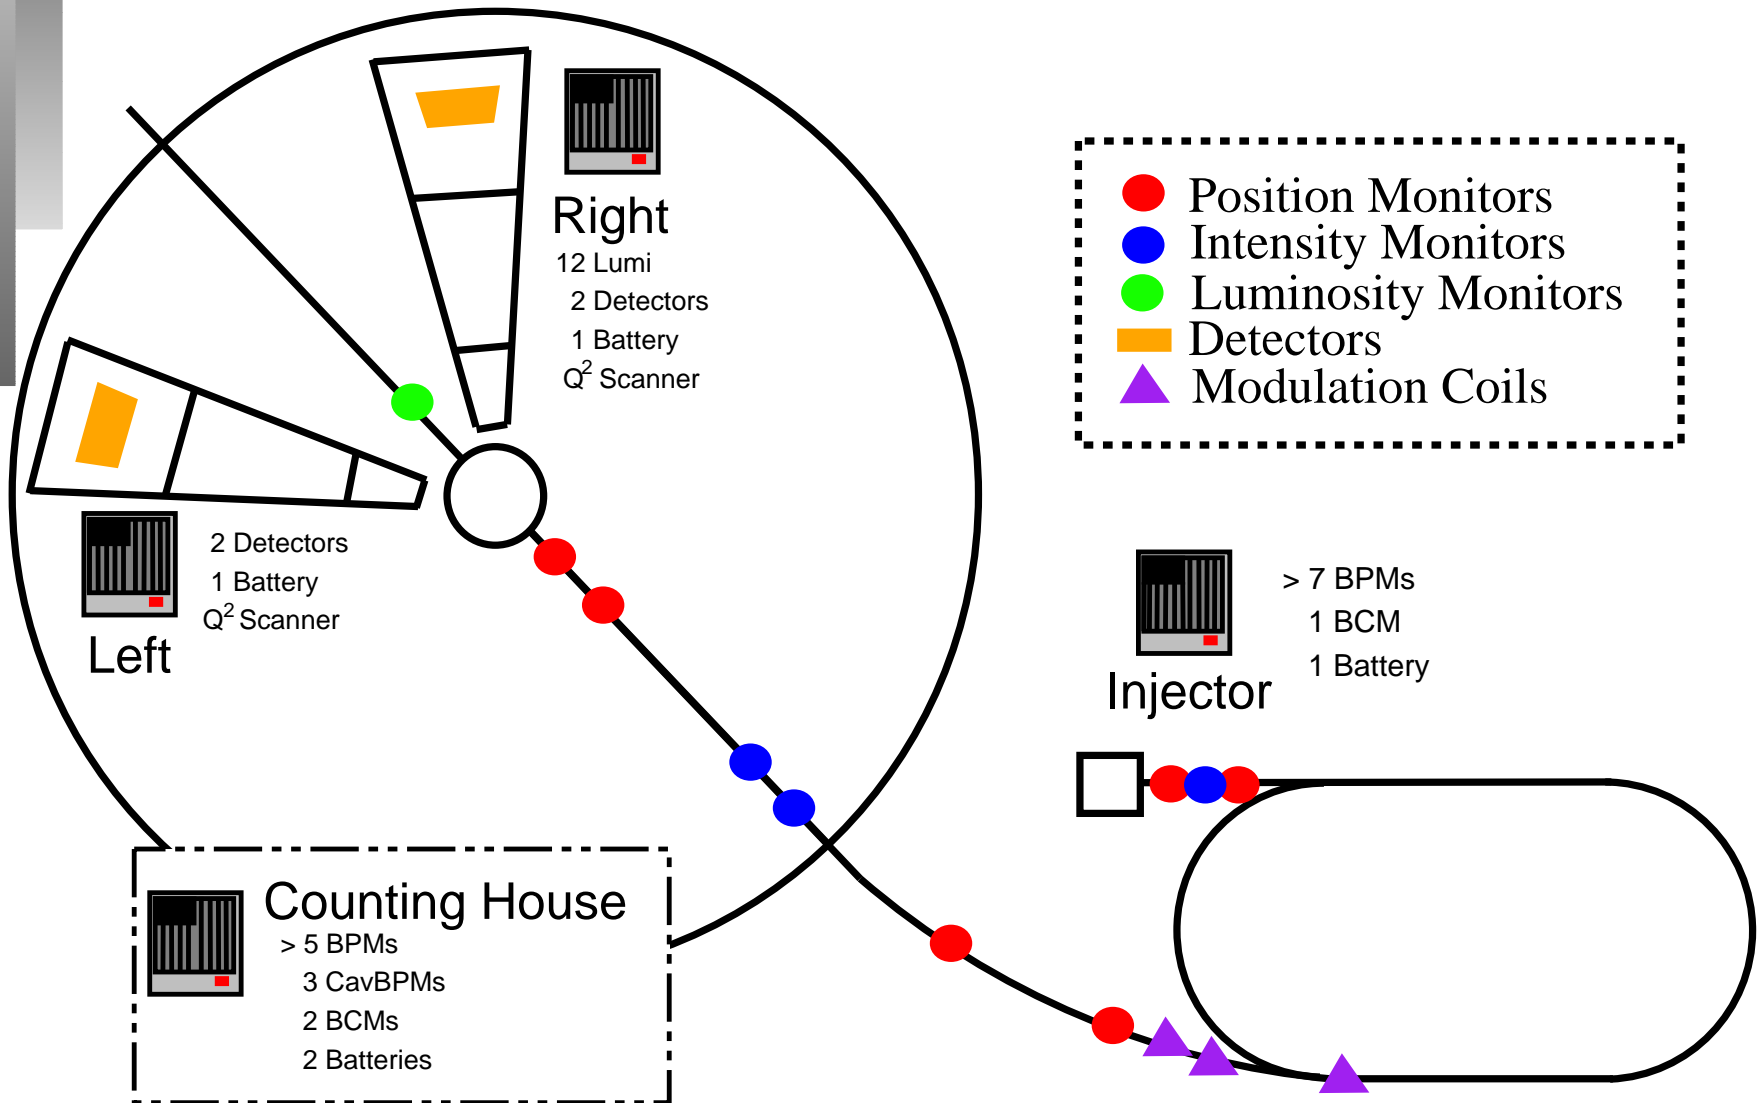 Right
12 Lumi
2 Detectors
1 Battery
Q² Scanner
Position Monitors
Intensity Monitors
Luminosity Monitors
Detectors
Modulation Coils
2 Detectors
1 Battery
Q² Scanner
Left
> 7 BPMs
1 BCM
1 Battery
Injector
Counting House
> 5 BPMs
3 CavBPMs
2 BCMs
2 Batteries